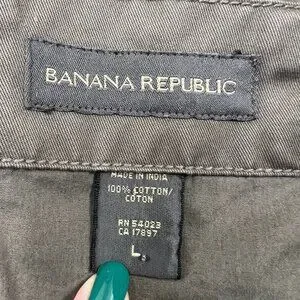 BANANA REPUBLIC
MADE IN INDIA
100% COTTON/
COTON
RN 54023
CA 17897
L